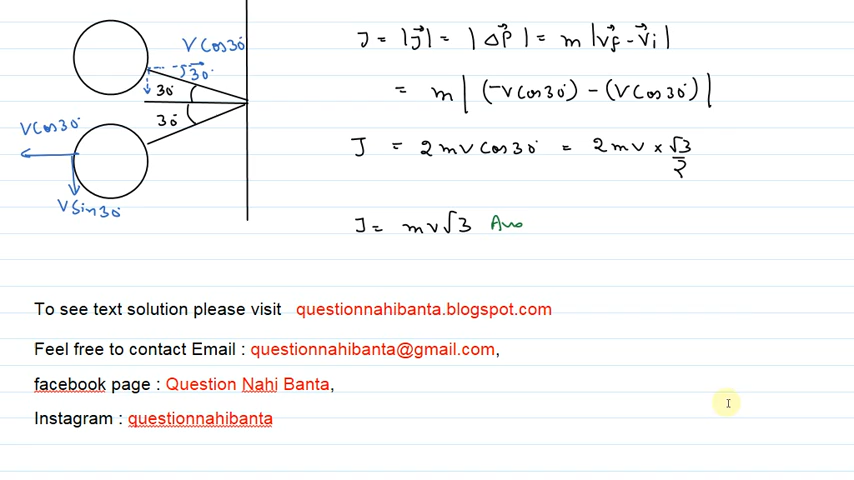 V Cos30°
30°
30°
30°
V Cos30°
V Sin30°
J = |J⃗| = |ΔP⃗| = m |V⃗f - V⃗i|
= m | (-V Cos30°) - (V Cos30°) |
J = 2mV Cos30° = 2mV × √3/2
J = mv√3 Ans
To see text solution please visit questionnahibanta.blogspot.com
Feel free to contact Email : questionnahibanta@gmail.com,
facebook page : Question Nahi Banta,
Instagram : questionnahibanta